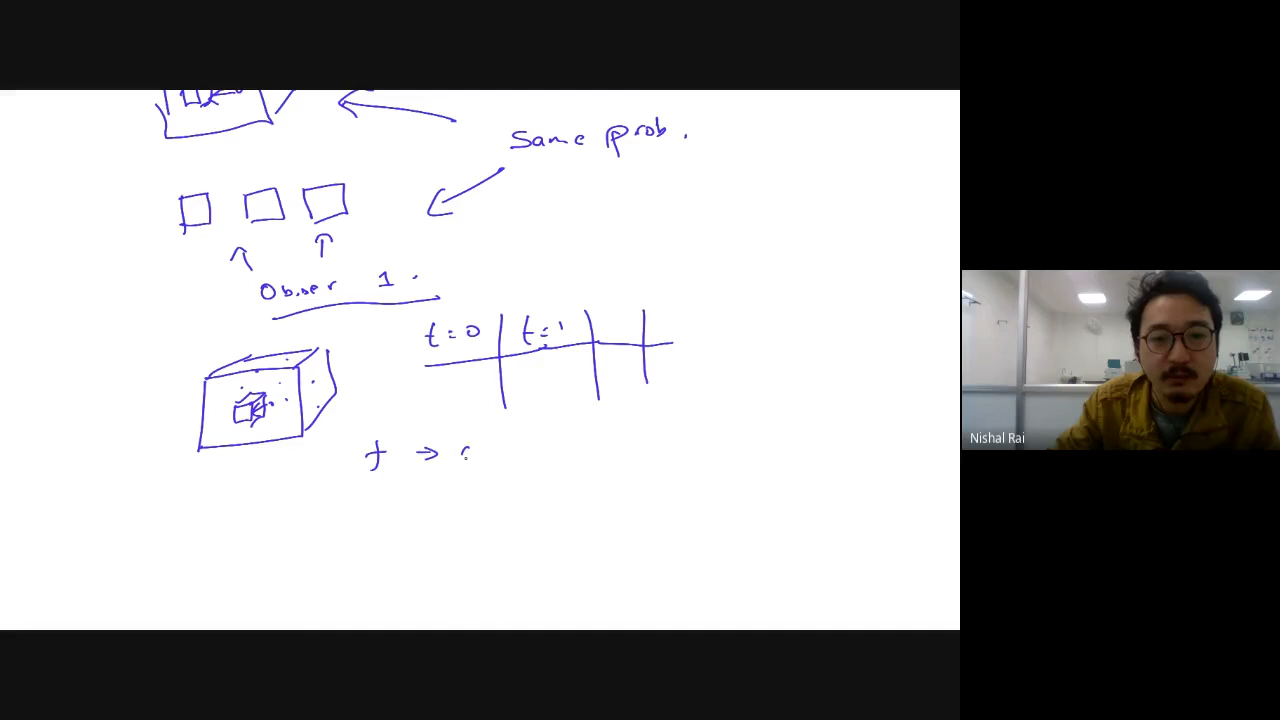 Same prob.
Obser 1.
t=0 t=1
t →
Nishal Rai